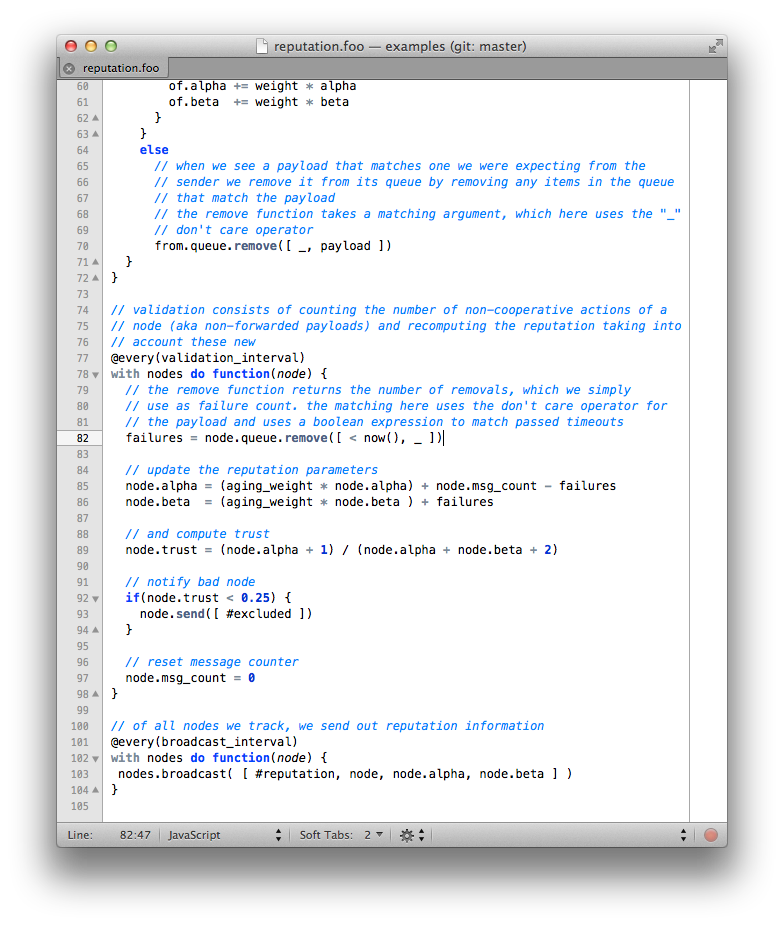 reputation.foo — examples (git: master)
reputation.foo
60         of.alpha += weight * alpha
61         of.beta  += weight * beta
62       }
63     }
64     else
65       // when we see a payload that matches one we were expecting from the
66       // sender we remove it from its queue by removing any items in the queue
67       // that match the payload
68       // the remove function takes a matching argument, which here uses the "_"
69       // don't care operator
70       from.queue.remove([ _, payload ])
71   }
72 }
73
74 // validation consists of counting the number of non-cooperative actions of a
75 // node (aka non-forwarded payloads) and recomputing the reputation taking into
76 // account these new
77 @every(validation_interval)
78 with nodes do function(node) {
79   // the remove function returns the number of removals, which we simply
80   // use as failure count. the matching here uses the don't care operator for
81   // the payload and uses a boolean expression to match passed timeouts
82   failures = node.queue.remove([ < now(), _ ])
83
84   // update the reputation parameters
85   node.alpha = (aging_weight * node.alpha) + node.msg_count - failures
86   node.beta  = (aging_weight * node.beta ) + failures
87
88   // and compute trust
89   node.trust = (node.alpha + 1) / (node.alpha + node.beta + 2)
90
91   // notify bad node
92   if(node.trust < 0.25) {
93     node.send([ #excluded ])
94   }
95
96   // reset message counter
97   node.msg_count = 0
98 }
99
100 // of all nodes we track, we send out reputation information
101 @every(broadcast_interval)
102 with nodes do function(node) {
103  nodes.broadcast( [ #reputation, node, node.alpha, node.beta ] )
104 }
105
Line: 82:47 JavaScript Soft Tabs: 2